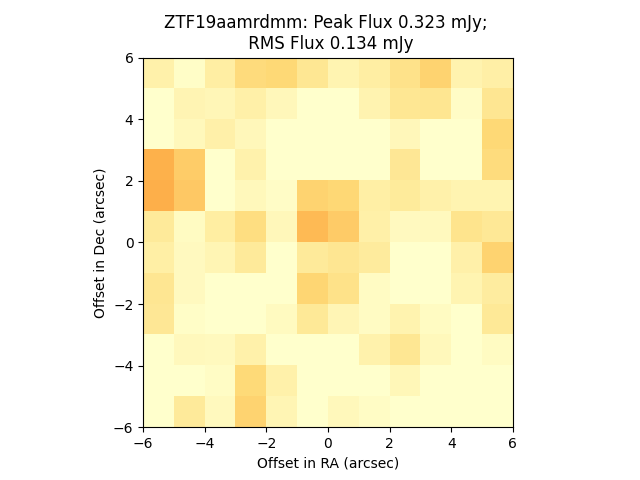 ZTF19aamrdmm: Peak Flux 0.323 mJy;
RMS Flux 0.134 mJy
6
4
2
0
−2
−4
−6
Offset in Dec (arcsec)
−6 −4 −2 0 2 4 6
Offset in RA (arcsec)